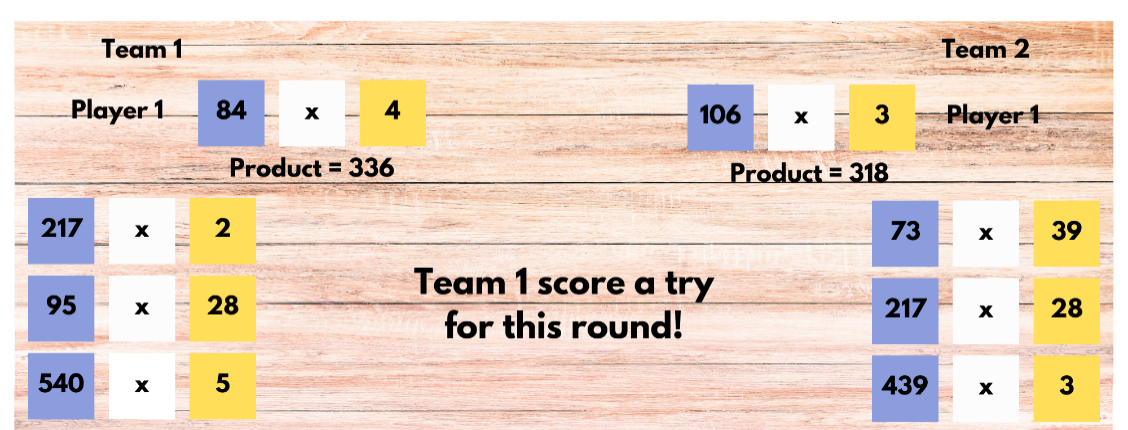 Team 1
Team 2
Player 1 84 x 4
106 x 3 Player 1
Product = 336
Product = 318
217 x 2
73 x 39
95 x 28
217 x 28
540 x 5
439 x 3
Team 1 score a try
for this round!